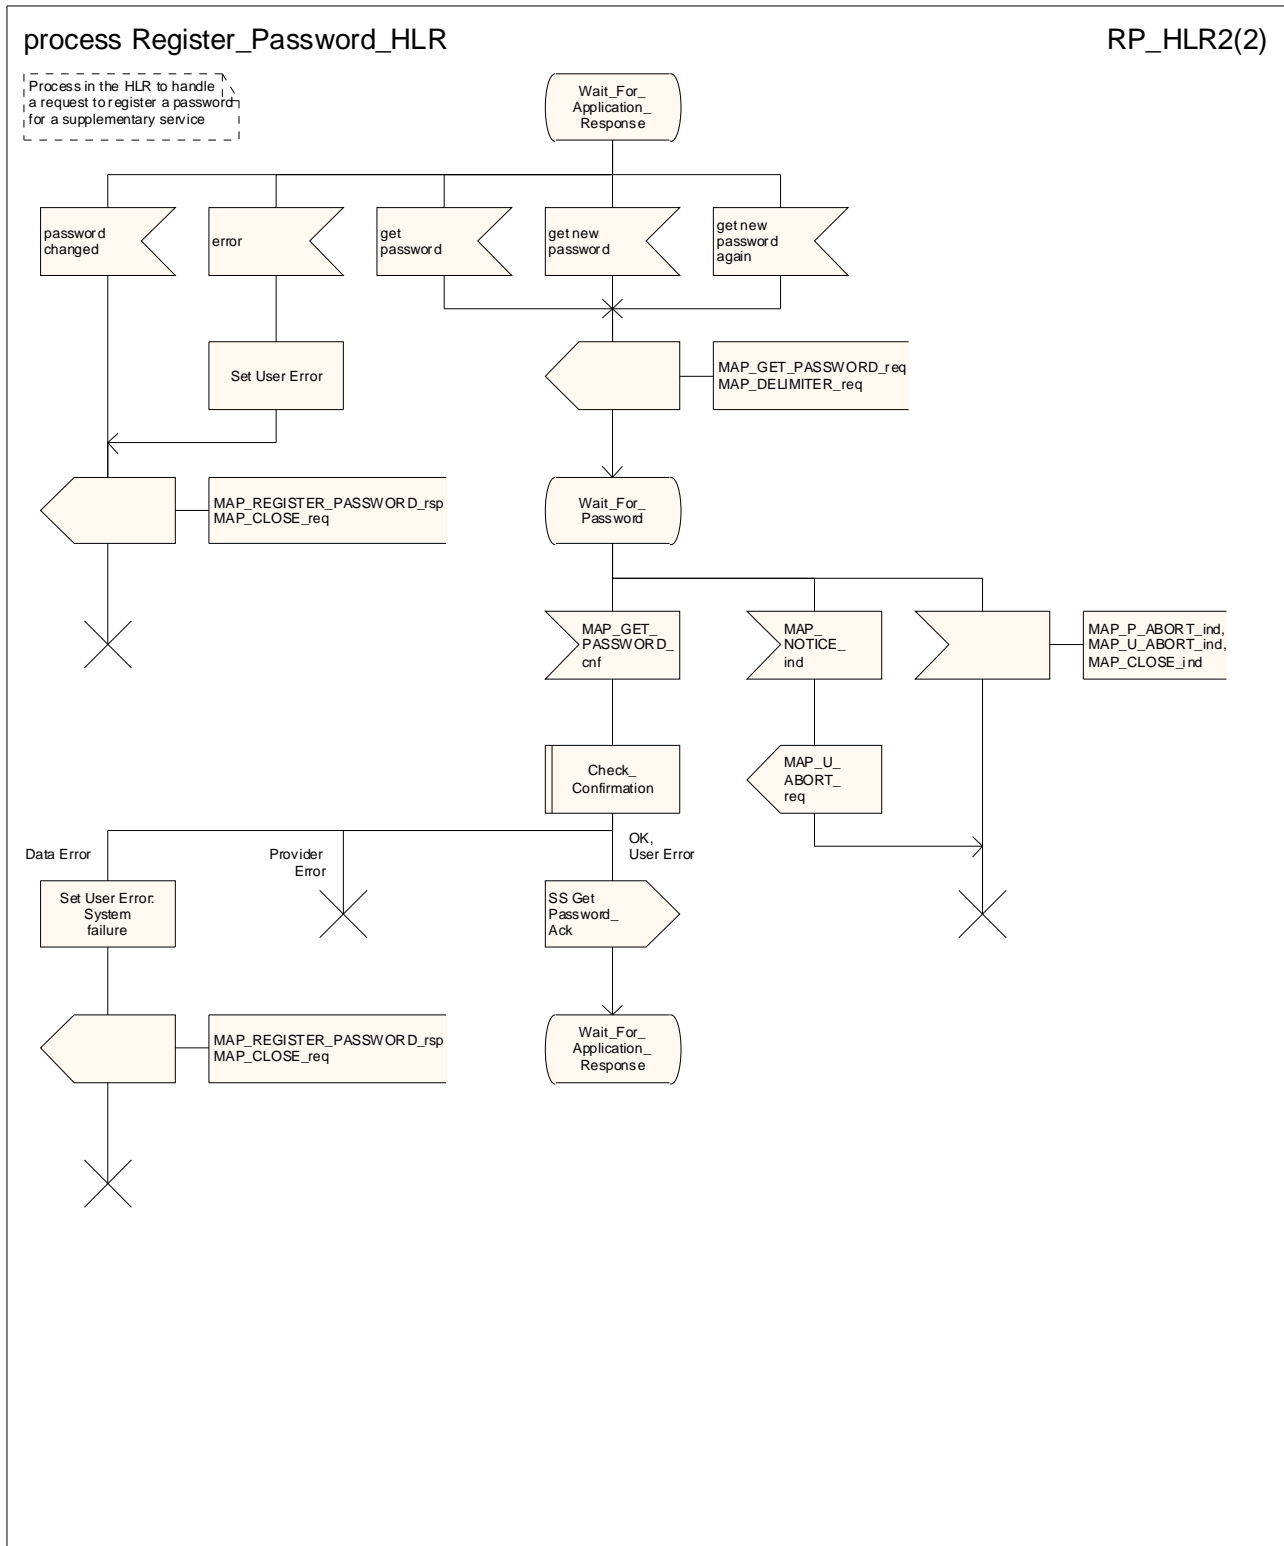 process Register_Password_HLR
RP_HLR2(2)
Process in the HLR to handle
a request to register a password
for a supplementary service
Wait_For_
Application_
Response
password
changed
error
get
password
get new
password
get new
password
again
Set User Error
MAP_GET_PASSWORD_req
MAP_DELIMITER_req
MAP_REGISTER_PASSWORD_rsp
MAP_CLOSE_req
Wait_For_
Password
MAP_GET_
PASSWORD_
cnf
MAP_
NOTICE_
ind
MAP_P_ABORT_ind,
MAP_U_ABORT_ind,
MAP_CLOSE_ind
Check_
Confirmation
MAP_U_
ABORT_
req
Data Error
Provider
Error
OK,
User Error
Set User Error:
System
failure
SS Get
Password_
Ack
MAP_REGISTER_PASSWORD_rsp
MAP_CLOSE_req
Wait_For_
Application_
Response